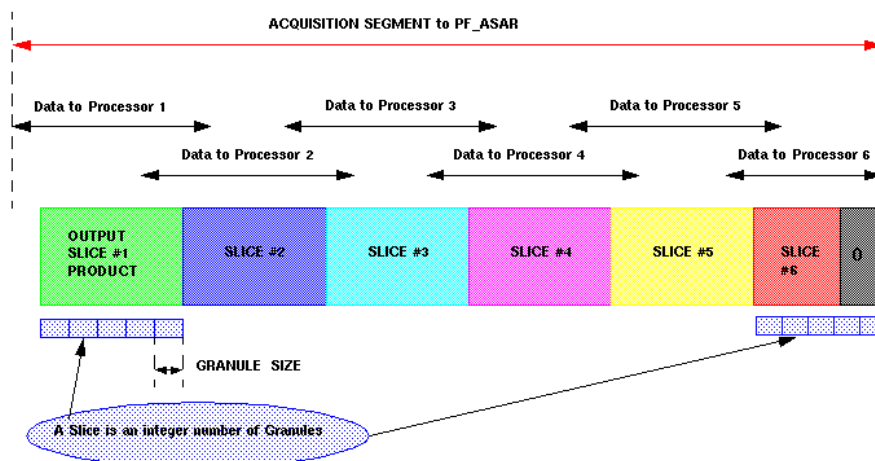 ACQUISITION SEGMENT to PF_ASAR
Data to Processor 1
Data to Processor 3
Data to Processor 5
Data to Processor 2
Data to Processor 4
Data to Processor 6
OUTPUT
SLICE #1
PRODUCT
SLICE #2
SLICE #3
SLICE #4
SLICE #5
SLICE
#6
0
GRANULE SIZE
A Slice is an integer number of Granules